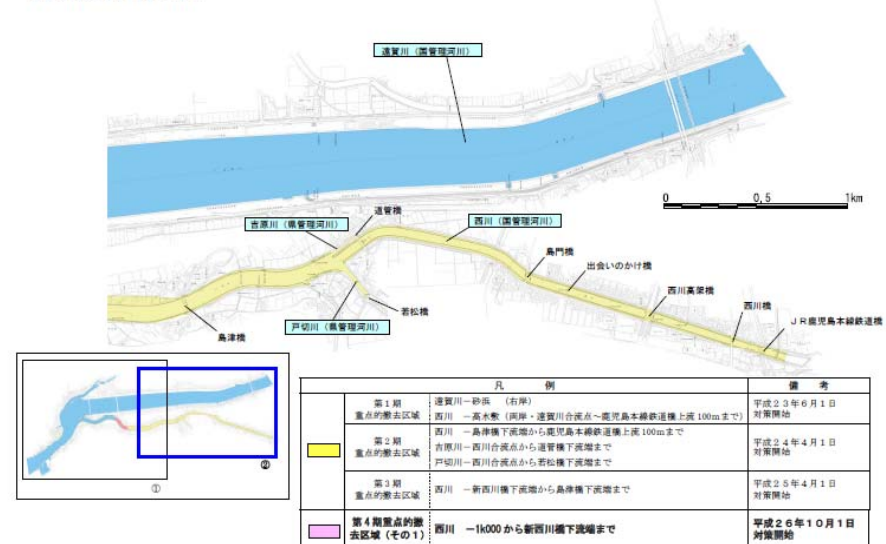 遠賀川(国管理河川)
0 0.5 1km
道管橋
吉原川(県管理河川)
西川(国管理河川)
島門橋
出会いのかけ橋
西川高架橋
西川橋
JR鹿児島本線鉄道橋
若松橋
戸切川(県管理河川)
島津橋
①
②
凡 例 備 考
第1期
重点的撤去区域
遠賀川-砂浜 (右岸)
西川 -高水敷(両岸・遠賀川合流点~鹿児島本線鉄道橋上流100mまで)
平成23年6月1日
対策開始
第2期
重点的撤去区域
西川 -島津橋下流端から鹿児島本線鉄道橋上流100mまで
吉原川-西川合流点から道管橋下流端まで
戸切川-西川合流点から若松橋下流端まで
平成24年4月1日
対策開始
第3期
重点的撤去区域
西川 -新西川橋下流端から島津橋下流端まで
平成25年4月1日
対策開始
第4期重点的撤
去区域(その1)
西川 -1k000から新西川橋下流端まで
平成26年10月1日
対策開始